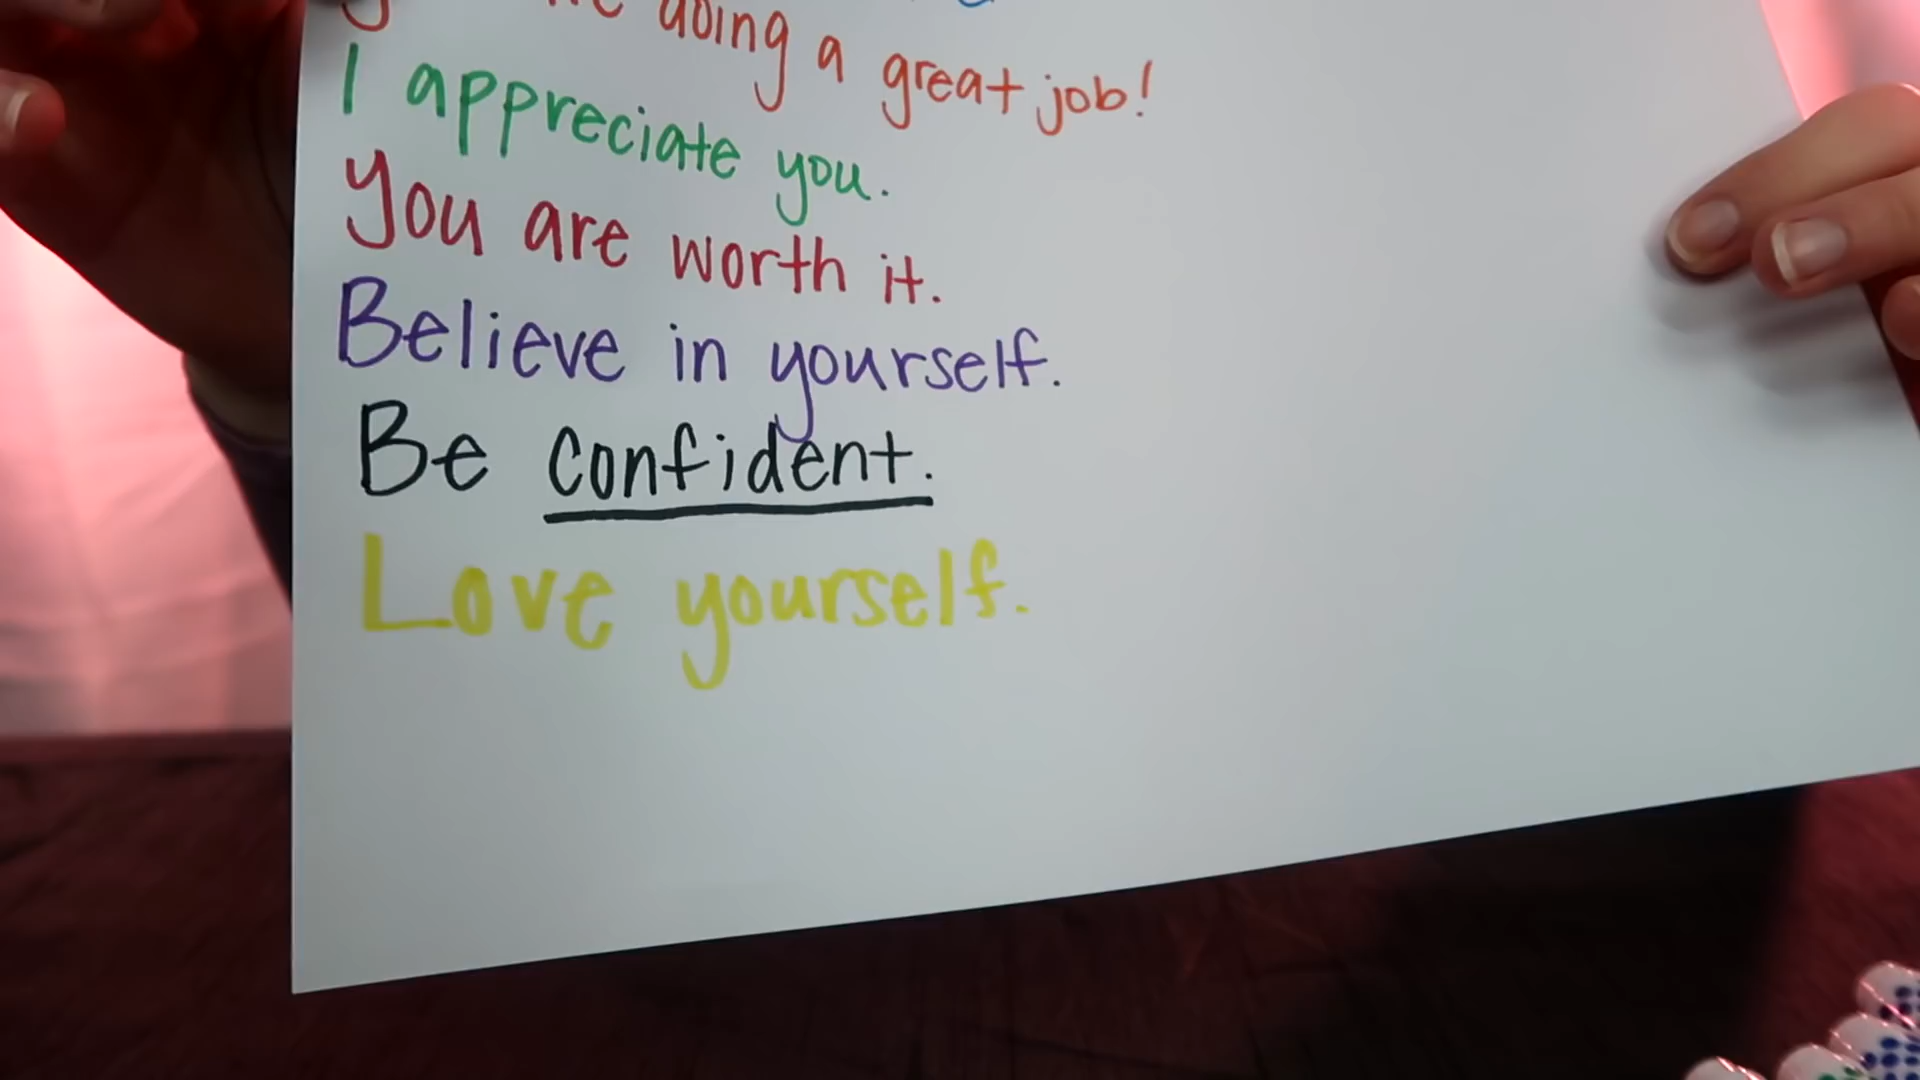 doing a great job!
I appreciate you.
You are worth it.
Believe in yourself.
Be confident.
Love yourself.